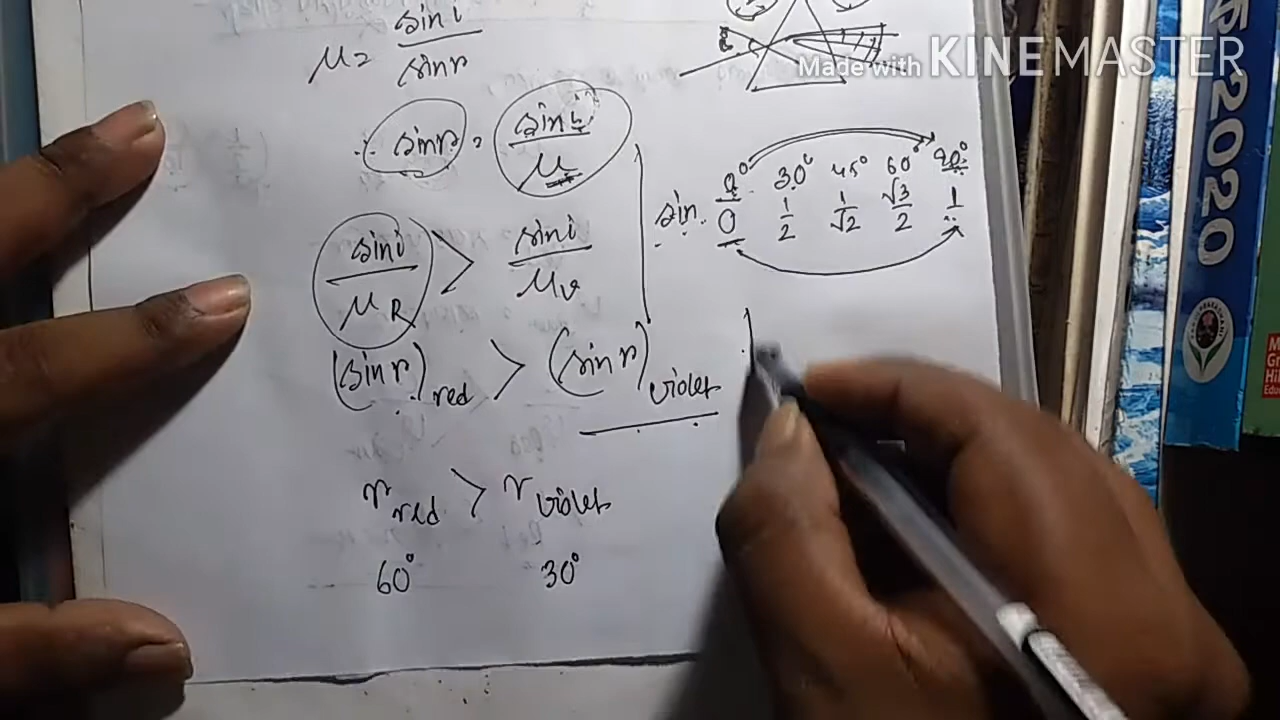 μ = sin i / sin r
Made with KINEMASTER
∴ sin r = sin i / μ
0° 30° 45° 60° 90°
sin 0 1/2 1/√2 √3/2 1
sin i / μR > sin i / μv
(sin r)red > (sin r)violet
r red > r violet
60° 30°
2020